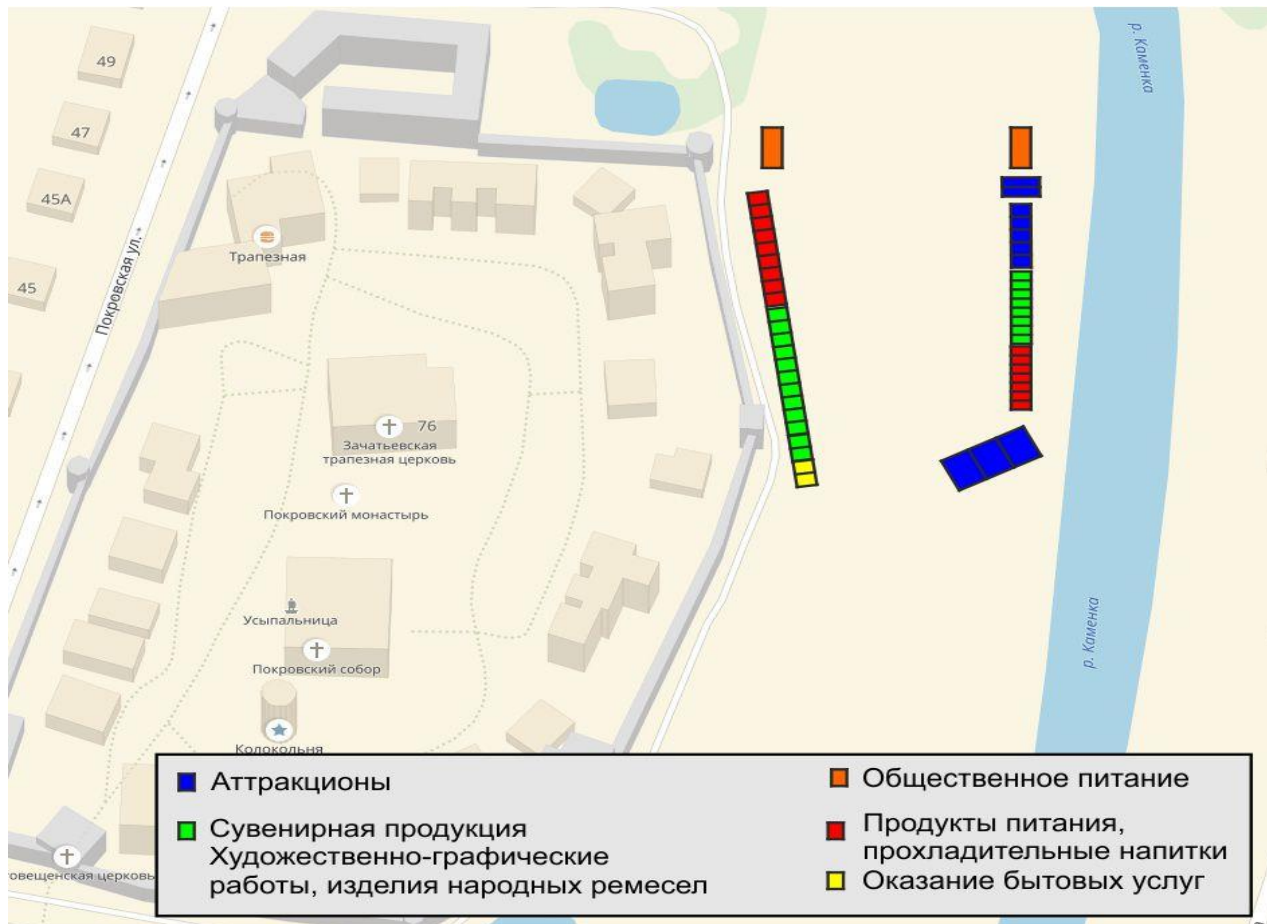 49
47
45А
45
Покровская ул.
р. Каменка
Трапезная
76
Зачатьевская
трапезная церковь
Покровский монастырь
Усыпальница
Покровский собор
Колокольня
р. Каменка
овещенская церковь
Аттракционы
Сувенирная продукция
Художественно-графические
работы, изделия народных ремесел
Общественное питание
Продукты питания,
прохладительные напитки
Оказание бытовых услуг